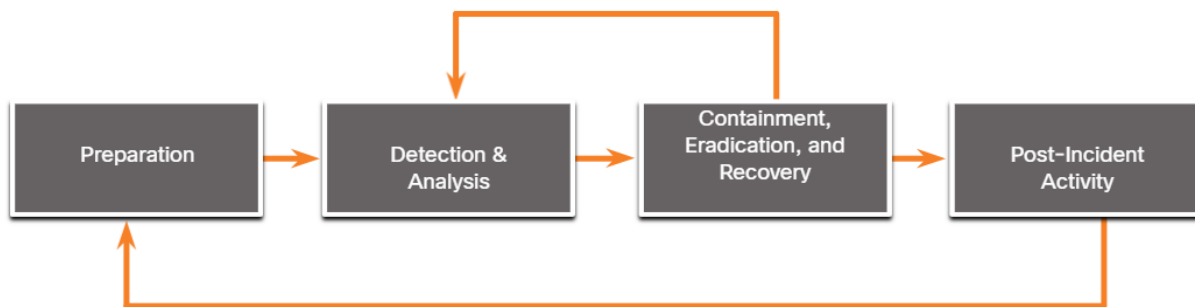 Preparation
Detection &
Analysis
Containment,
Eradication, and
Recovery
Post-Incident
Activity